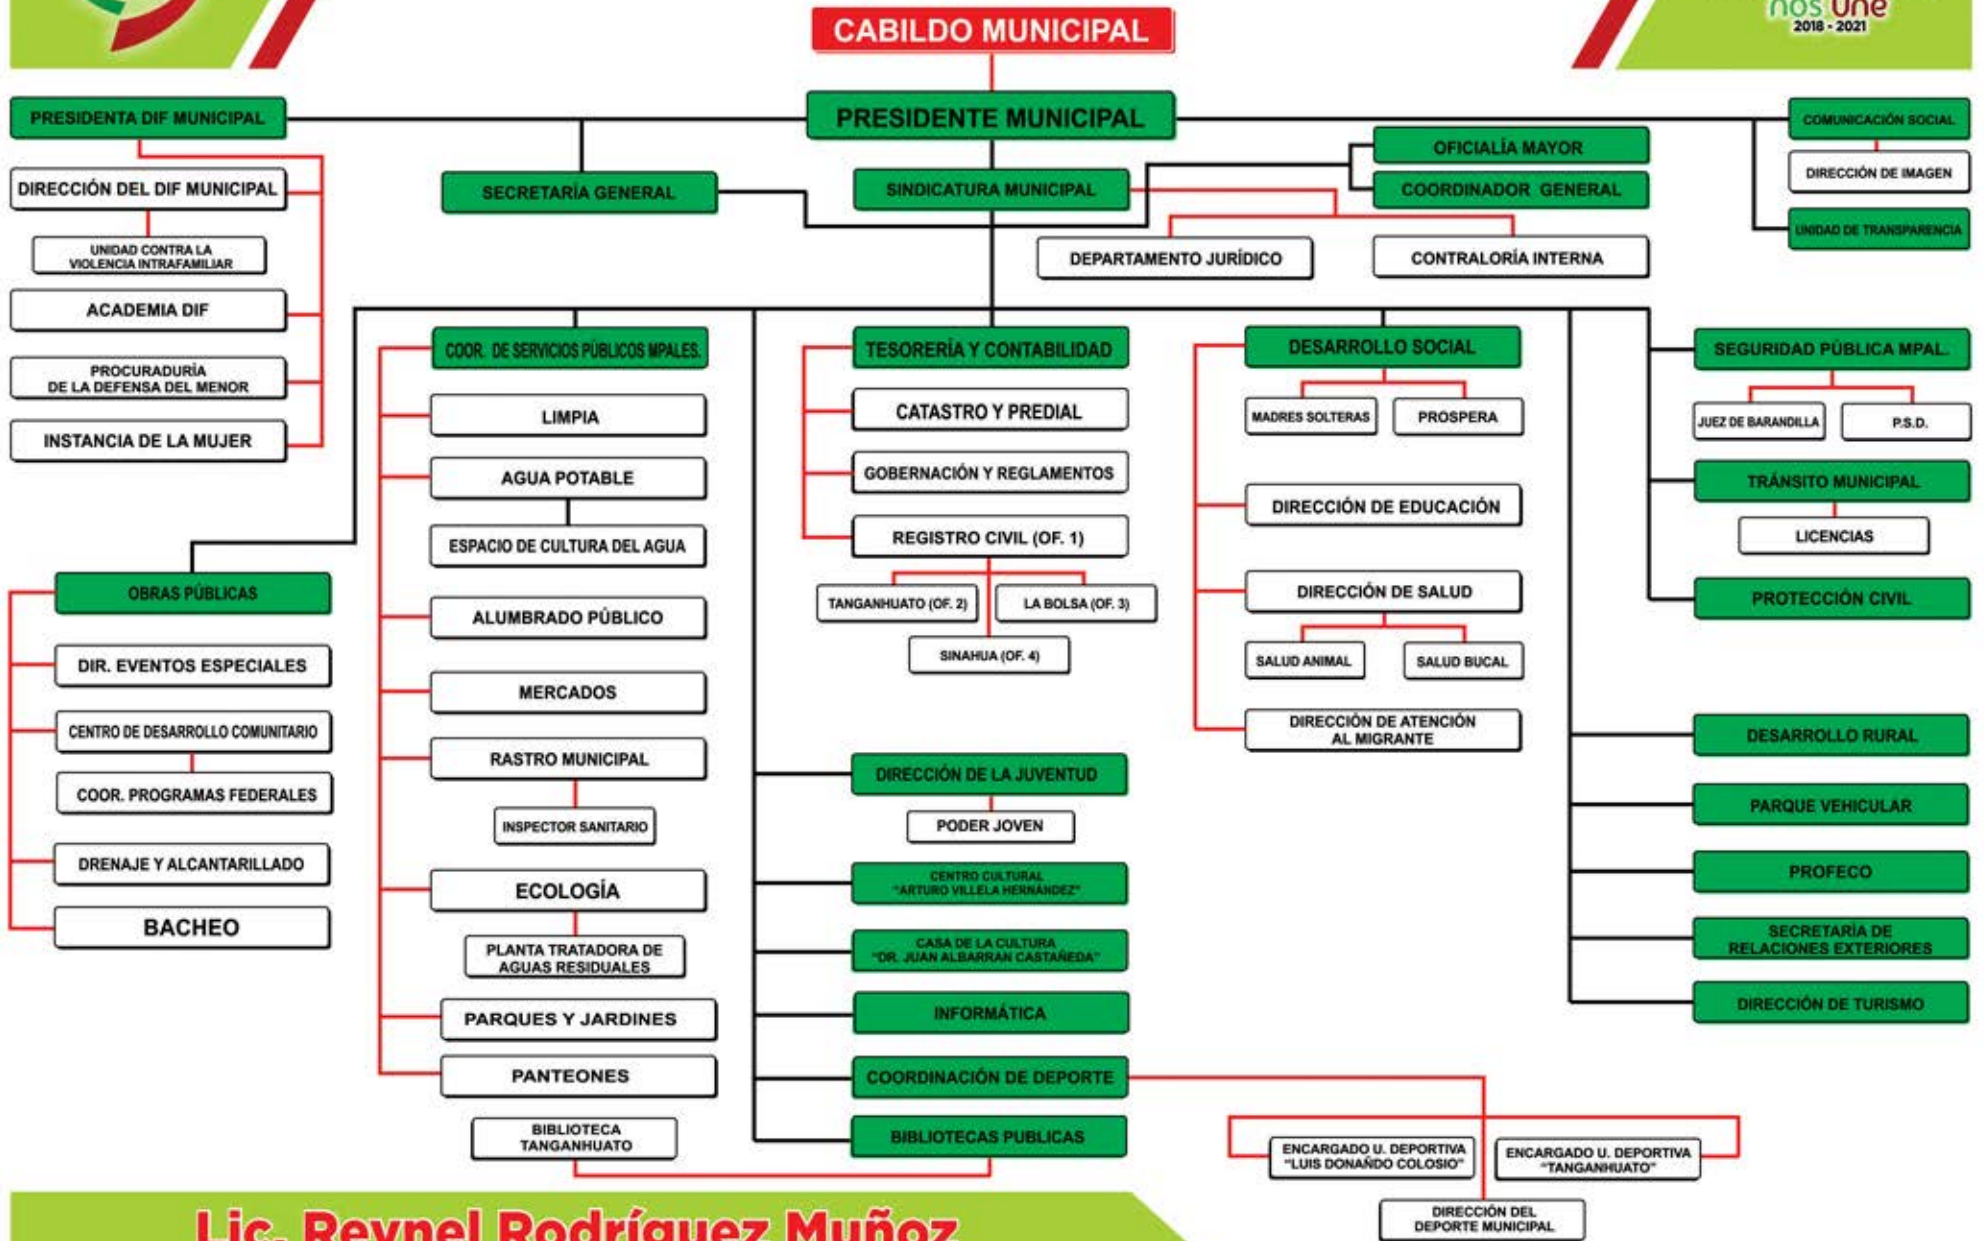 nos une
2018 - 2021
CABILDO MUNICIPAL
PRESIDENTA DIF MUNICIPAL
PRESIDENTE MUNICIPAL
COMUNICACIÓN SOCIAL
OFICIALÍA MAYOR
DIRECCIÓN DE IMAGEN
DIRECCIÓN DEL DIF MUNICIPAL
SECRETARÍA GENERAL
SINDICATURA MUNICIPAL
COORDINADOR GENERAL
UNIDAD DE TRANSPARENCIA
UNIDAD CONTRA LA
VIOLENCIA INTRAFAMILIAR
DEPARTAMENTO JURÍDICO
CONTRALORÍA INTERNA
ACADEMIA DIF
PROCURADURÍA
DE LA DEFENSA DEL MENOR
INSTANCIA DE LA MUJER
OBRAS PÚBLICAS
DIR. EVENTOS ESPECIALES
CENTRO DE DESARROLLO COMUNITARIO
COOR. PROGRAMAS FEDERALES
DRENAJE Y ALCANTARILLADO
BACHEO
COOR. DE SERVICIOS PÚBLICOS MPALES.
LIMPIA
AGUA POTABLE
ESPACIO DE CULTURA DEL AGUA
ALUMBRADO PÚBLICO
MERCADOS
RASTRO MUNICIPAL
INSPECTOR SANITARIO
ECOLOGÍA
PLANTA TRATADORA DE
AGUAS RESIDUALES
PARQUES Y JARDINES
PANTEONES
BIBLIOTECA
TANGANHUATO
TESORERÍA Y CONTABILIDAD
CATASTRO Y PREDIAL
GOBERNACIÓN Y REGLAMENTOS
REGISTRO CIVIL (OF. 1)
TANGANHUATO (OF. 2)
LA BOLSA (OF. 3)
SINAHUA (OF. 4)
DIRECCIÓN DE LA JUVENTUD
PODER JOVEN
CENTRO CULTURAL
"ARTURO VILLELA HERNÁNDEZ"
CASA DE LA CULTURA
"DR. JUAN ALBARRAN CASTAÑEDA"
INFORMÁTICA
COORDINACIÓN DE DEPORTE
BIBLIOTECAS PUBLICAS
DESARROLLO SOCIAL
MADRES SOLTERAS
PROSPERA
DIRECCIÓN DE EDUCACIÓN
DIRECCIÓN DE SALUD
SALUD ANIMAL
SALUD BUCAL
DIRECCIÓN DE ATENCIÓN
AL MIGRANTE
ENCARGADO U. DEPORTIVA
"LUIS DONAÑDO COLOSIO"
ENCARGADO U. DEPORTIVA
"TANGANHUATO"
DIRECCIÓN DEL
DEPORTE MUNICIPAL
SEGURIDAD PÚBLICA MPAL.
JUEZ DE BARANDILLA
P.S.D.
TRÁNSITO MUNICIPAL
LICENCIAS
PROTECCIÓN CIVIL
DESARROLLO RURAL
PARQUE VEHICULAR
PROFECO
SECRETARÍA DE
RELACIONES EXTERIORES
DIRECCIÓN DE TURISMO
Lic. Reynel Rodríguez Muñoz